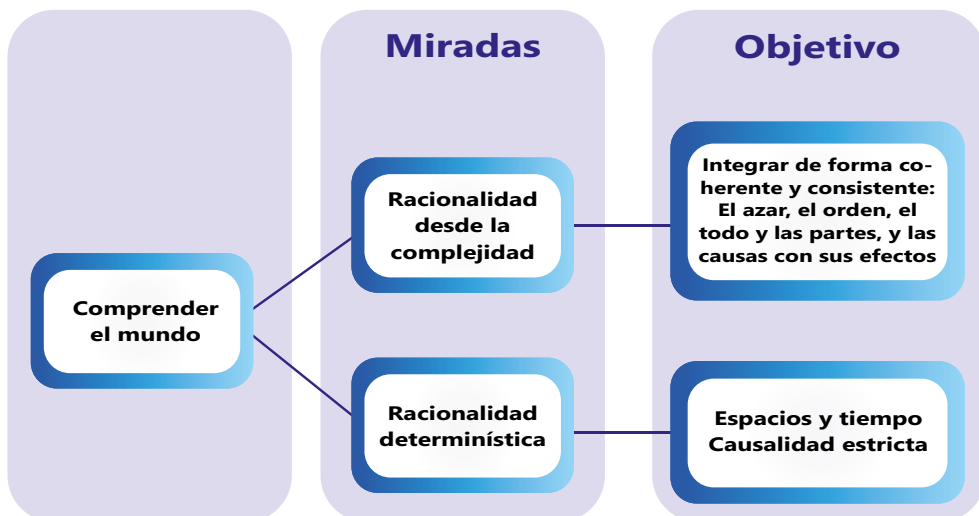 Miradas
Objetivo
Comprender
el mundo
Racionalidad
desde la
complejidad
Integrar de forma co-
herente y consistente:
El azar, el orden, el
todo y las partes, y las
causas con sus efectos
Racionalidad
determinística
Espacios y tiempo
Causalidad estricta